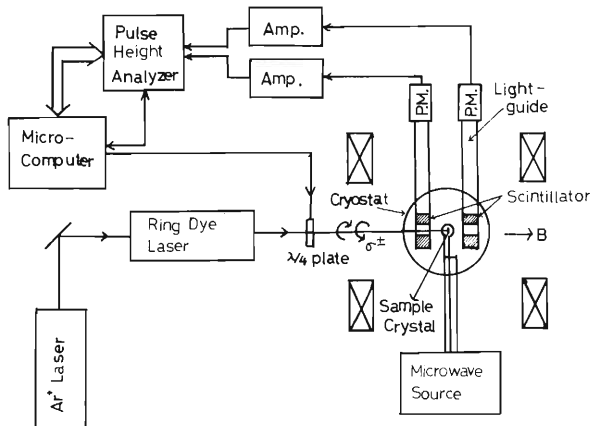 Pulse
Height
Analyzer
Amp.
Amp.
P.M.
P.M.
Light-
guide
Micro-
Computer
Cryostat
Scintillator
Ring Dye
Laser
λ/4 plate
σ±
→ B
Sample
Crystal
Ar⁺ Laser
Microwave
Source